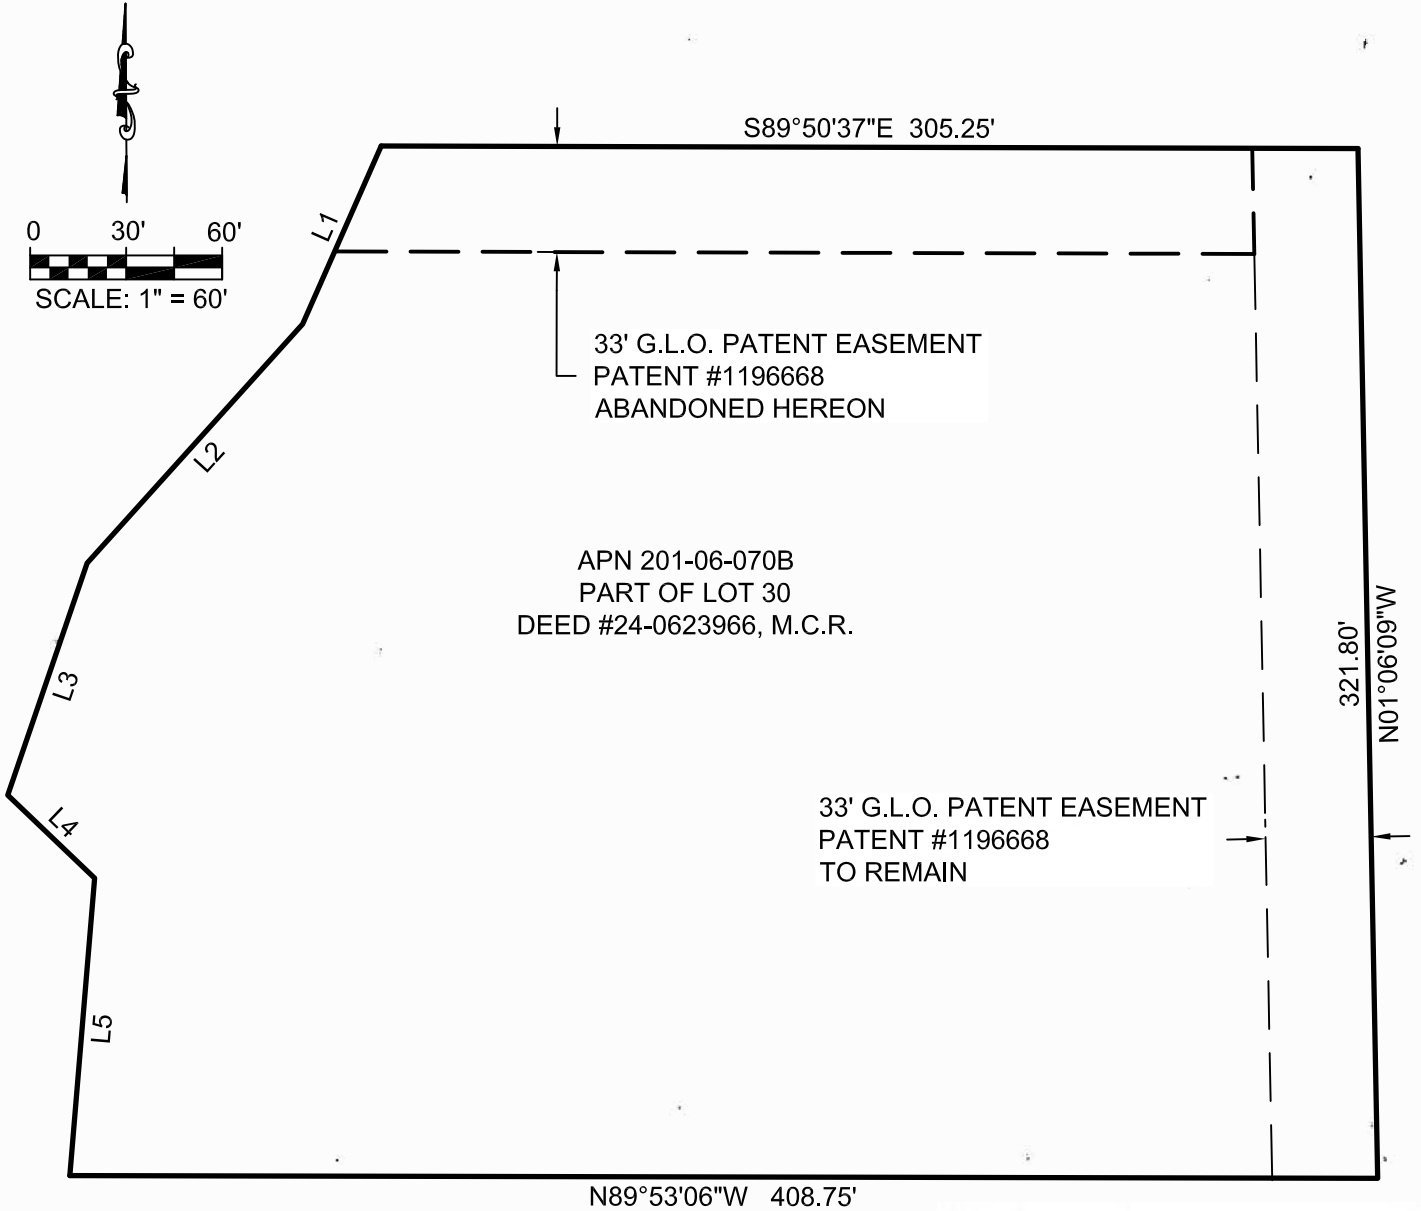 S89°50'37"E 305.25'
L1
0 30' 60'
SCALE: 1" = 60'
33' G.L.O. PATENT EASEMENT
PATENT #1196668
ABANDONED HEREON
L2
APN 201-06-070B
PART OF LOT 30
DEED #24-0623966, M.C.R.
321.80'
N01°06'09"W
L3
33' G.L.O. PATENT EASEMENT
PATENT #1196668
TO REMAIN
L4
L5
N89°53'06"W 408.75'